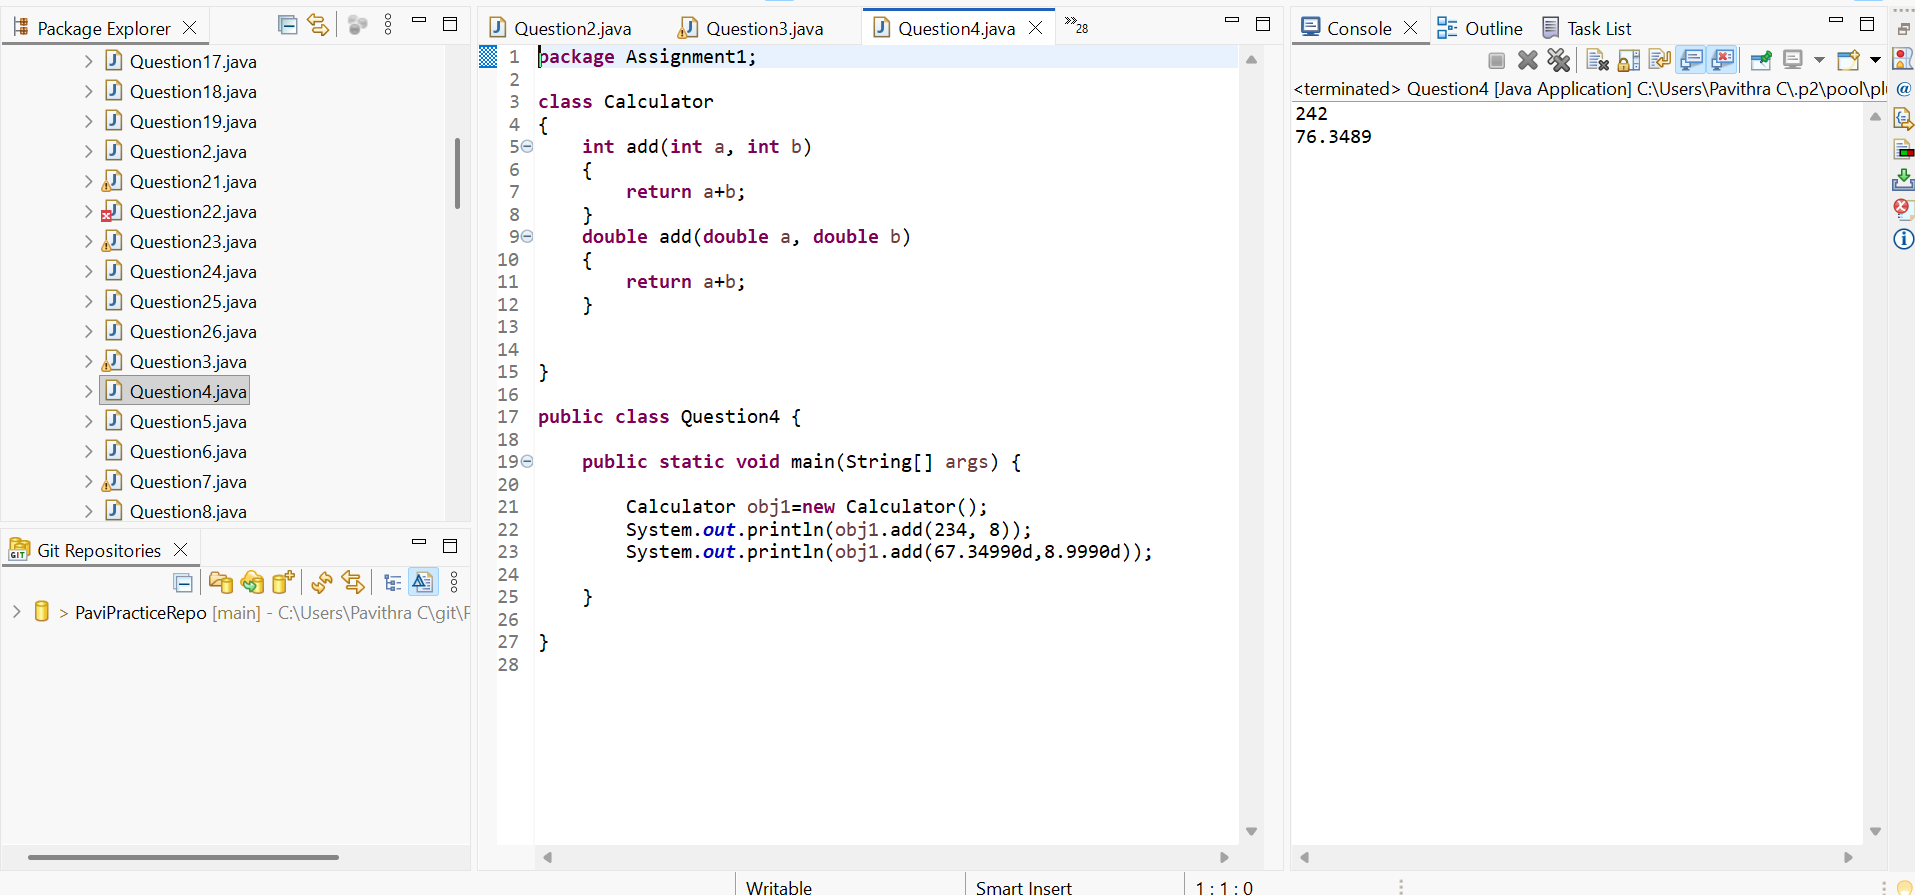 Package Explorer
Question17.java
Question18.java
Question19.java
Question2.java
Question21.java
Question22.java
Question23.java
Question24.java
Question25.java
Question26.java
Question3.java
Question4.java
Question5.java
Question6.java
Question7.java
Question8.java
Git Repositories
> PaviPracticeRepo [main] - C:\Users\Pavithra C\git\P
Question2.java Question3.java Question4.java »28
1 package Assignment1;
2
3 class Calculator
4 {
5 int add(int a, int b)
6 {
7 return a+b;
8 }
9 double add(double a, double b)
10 {
11 return a+b;
12 }
13
14
15 }
16
17 public class Question4 {
18
19 public static void main(String[] args) {
20
21 Calculator obj1=new Calculator();
22 System.out.println(obj1.add(234, 8));
23 System.out.println(obj1.add(67.34990d,8.9990d));
24
25 }
26
27 }
28
Console Outline Task List
<terminated> Question4 [Java Application] C:\Users\Pavithra C\.p2\pool\plu
242
76.3489
Writable Smart Insert 1 : 1 : 0